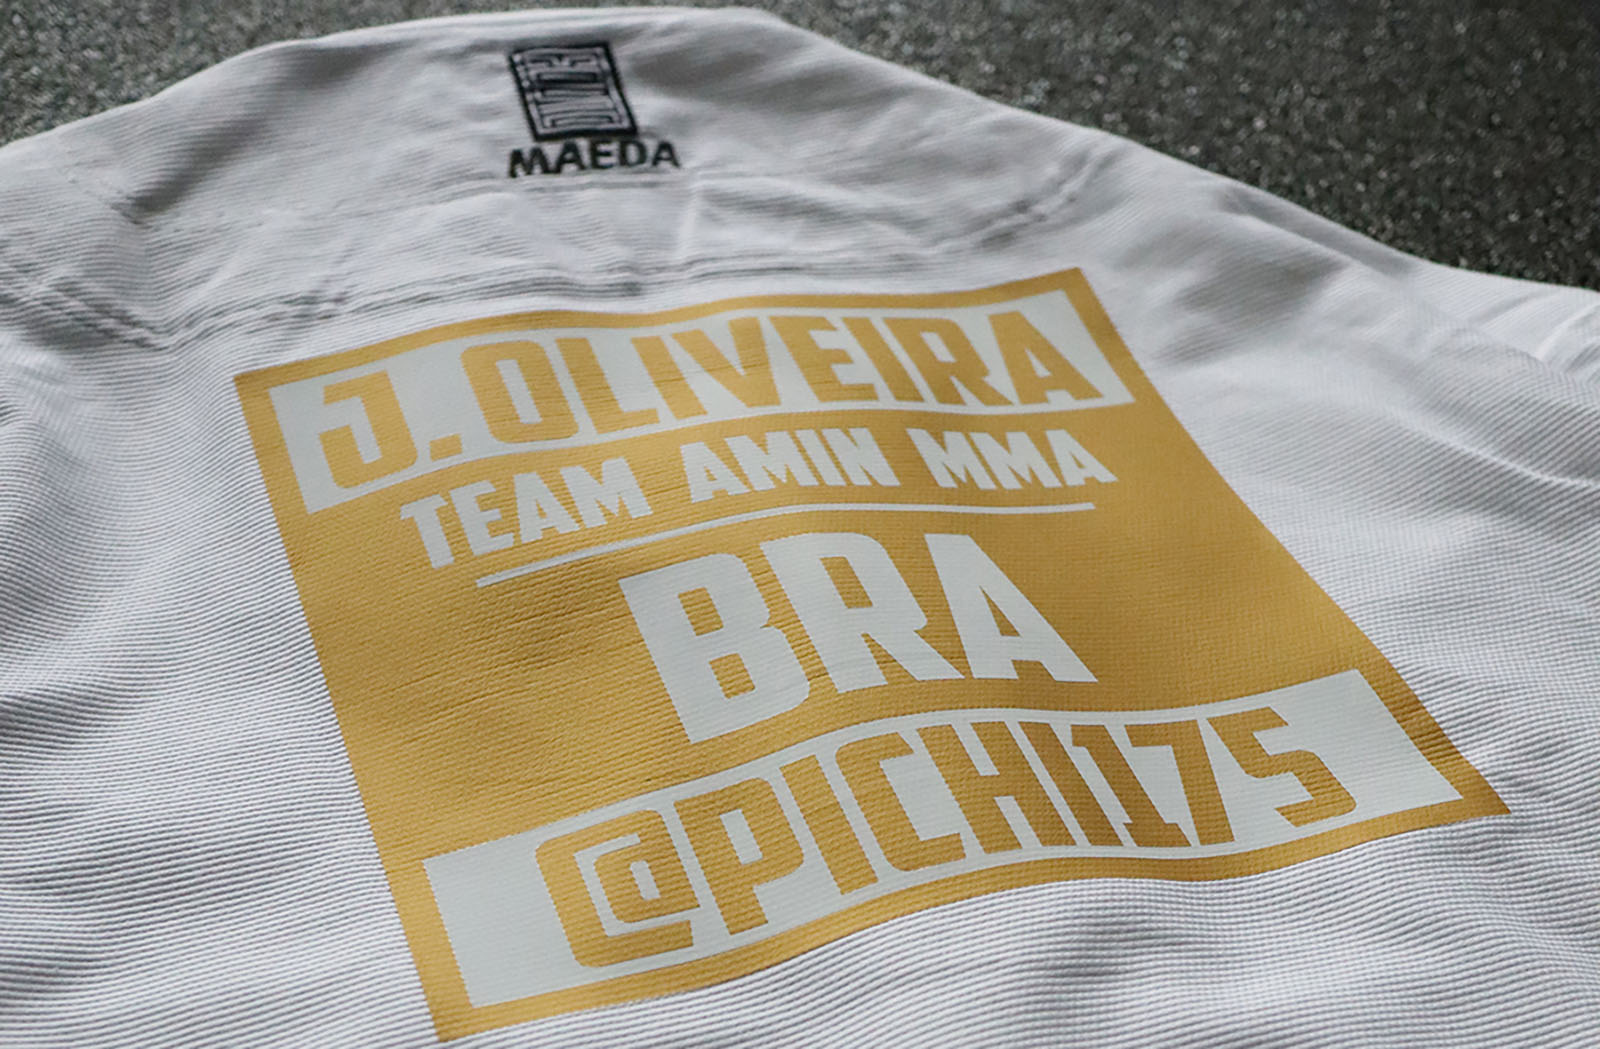 MAEDA
J. OLIVEIRA
TEAM AMIN MMA
BRA
@PICHI175